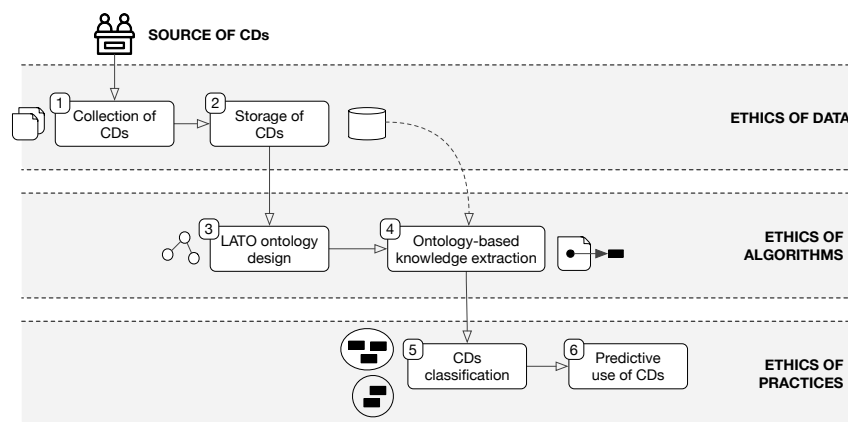 SOURCE OF CDs
1
Collection of
CDs
2
Storage of
CDs
ETHICS OF DATA
3
LATO ontology
design
4
Ontology-based
knowledge extraction
ETHICS OF
ALGORITHMS
5
CDs
classification
6
Predictive
use of CDs
ETHICS OF
PRACTICES